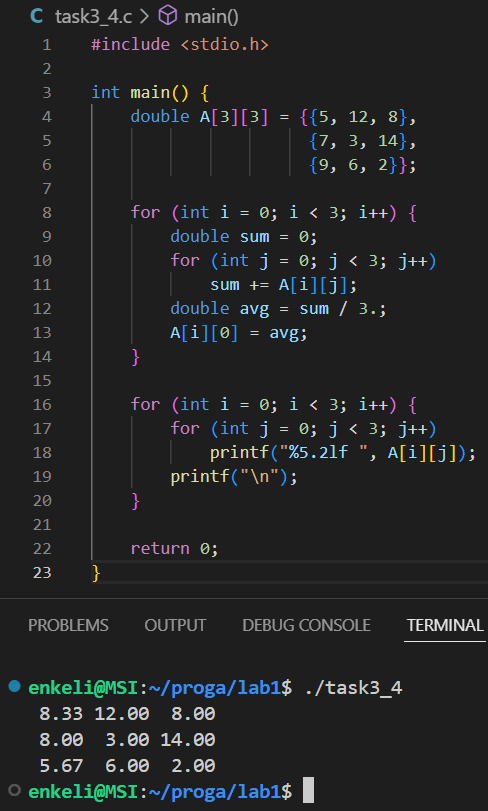 C task3_4.c > main()
1 #include <stdio.h>
2
3 int main() {
4     double A[3][3] = {{5, 12, 8},
5                       {7, 3, 14},
6                       {9, 6, 2}};
7
8     for (int i = 0; i < 3; i++) {
9         double sum = 0;
10         for (int j = 0; j < 3; j++)
11             sum += A[i][j];
12         double avg = sum / 3.;
13         A[i][0] = avg;
14     }
15
16     for (int i = 0; i < 3; i++) {
17         for (int j = 0; j < 3; j++)
18             printf("%5.2lf ", A[i][j]);
19         printf("\n");
20     }
21
22     return 0;
23 }
PROBLEMS OUTPUT DEBUG CONSOLE TERMINAL
enkeli@MSI:~/proga/lab1$ ./task3_4
 8.33 12.00  8.00
 8.00  3.00 14.00
 5.67  6.00  2.00
enkeli@MSI:~/proga/lab1$